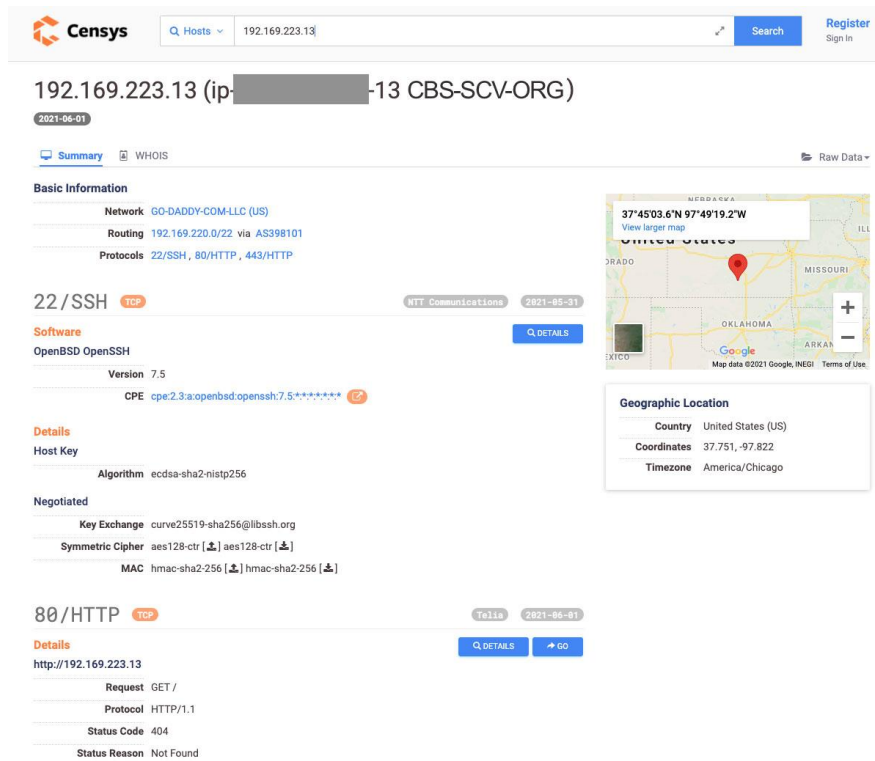 Censys
Hosts
192.169.223.13
Search
Register
Sign In
192.169.223.13 (ip- -13 CBS-SCV-ORG)
2021-06-01
Summary WHOIS Raw Data
Basic Information
Network GO-DADDY-COM-LLC (US)
Routing 192.169.220.0/22 via AS398101
Protocols 22/SSH , 80/HTTP , 443/HTTP
22/SSH TCP NTT Communications 2021-05-31
Software DETAILS
OpenBSD OpenSSH
Version 7.5
CPE cpe:2.3:a:openbsd:openssh:7.5:*:*:*:*:*:*:*
Details
Host Key
Algorithm ecdsa-sha2-nistp256
Negotiated
Key Exchange curve25519-sha256@libssh.org
Symmetric Cipher aes128-ctr [ ] aes128-ctr [ ]
MAC hmac-sha2-256 [ ] hmac-sha2-256 [ ]
80/HTTP TCP Telia 2021-06-01
Details DETAILS GO
http://192.169.223.13
Request GET /
Protocol HTTP/1.1
Status Code 404
Status Reason Not Found
NEBRASKA
37°45'03.6"N 97°49'19.2"W
View larger map
ILL
United States
ORADO
MISSOURI
+
OKLAHOMA
−
ARKAN
EXICO
Google
Map data ©2021 Google, INEGI Terms of Use
Geographic Location
Country United States (US)
Coordinates 37.751, -97.822
Timezone America/Chicago